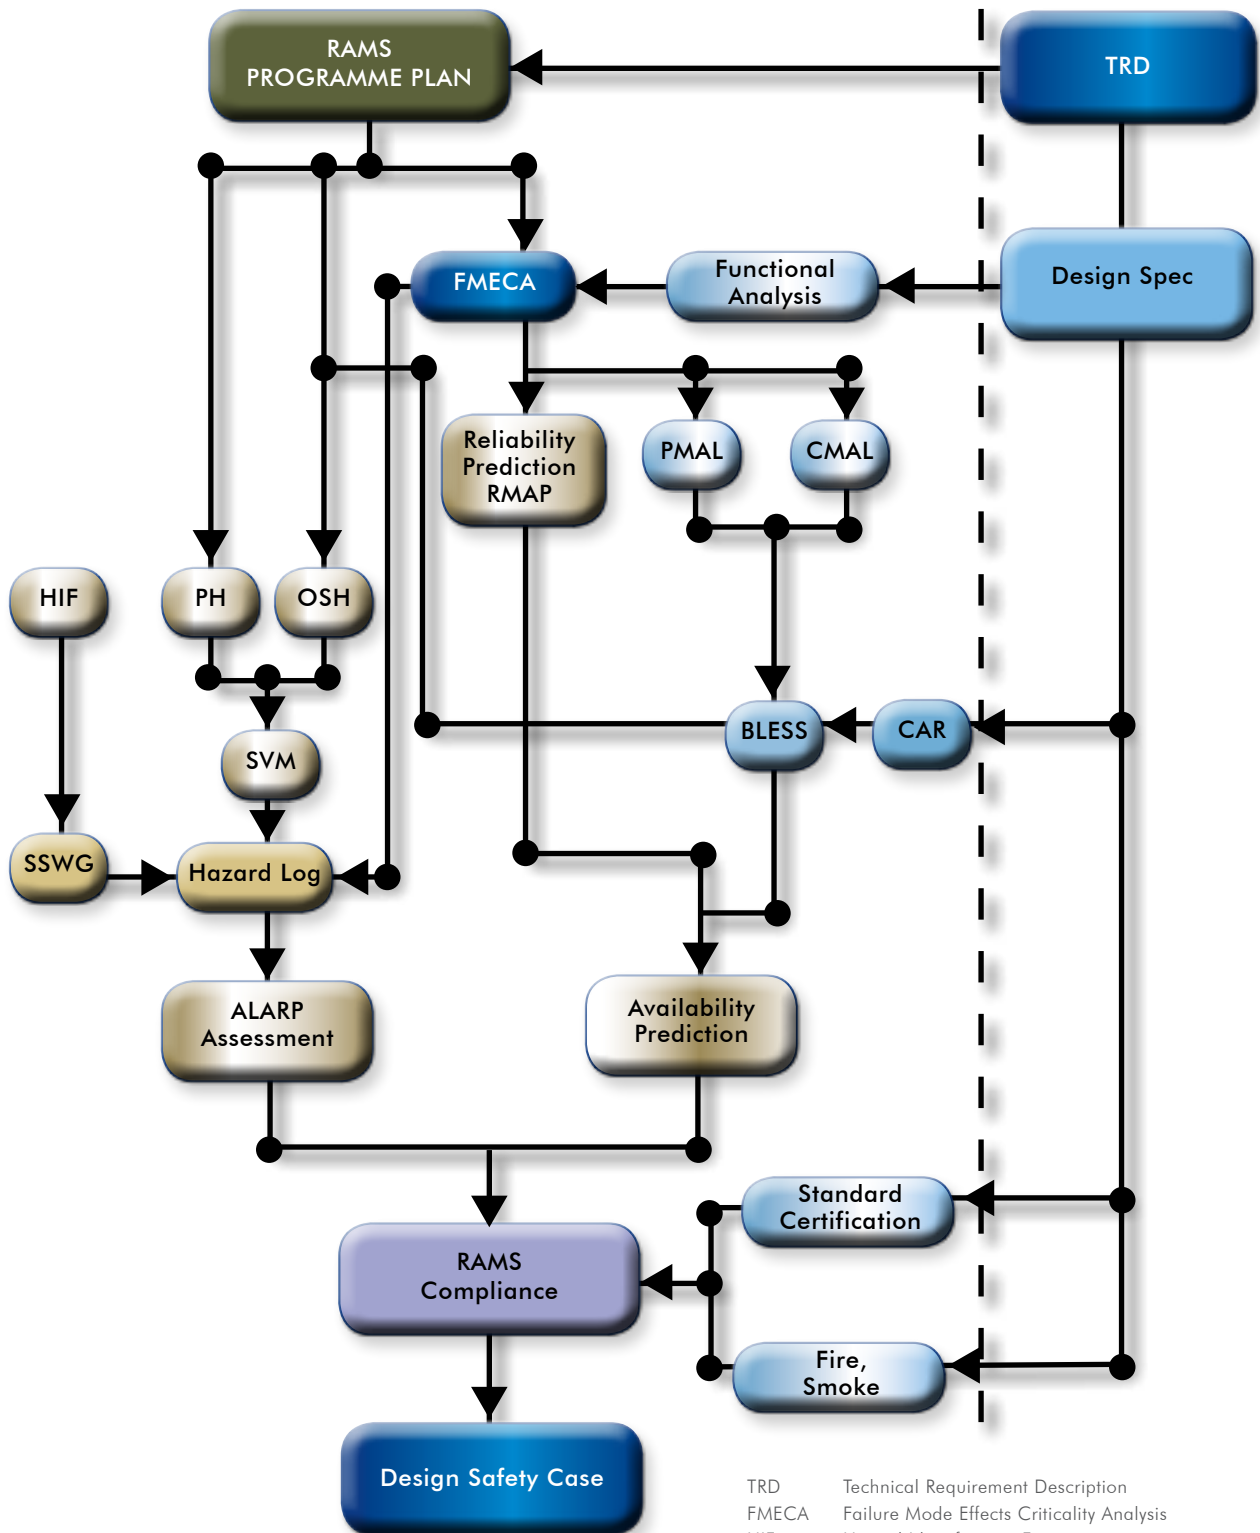 RAMS
PROGRAMME PLAN
TRD
FMECA
Functional
Analysis
Design Spec
Reliability
Prediction
RMAP
PMAL
CMAL
HIF
PH
OSH
SVM
BLESS
CAR
SSWG
Hazard Log
ALARP
Assessment
Availability
Prediction
Standard
Certification
RAMS
Compliance
Fire,
Smoke
Design Safety Case
TRD Technical Requirement Description
FMECA Failure Mode Effects Criticality Analysis